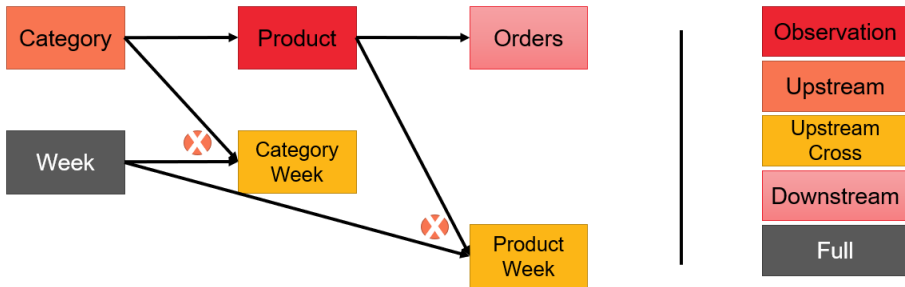 Category
Product
Orders
Week
Category
Week
Product
Week
Observation
Upstream
Upstream
Cross
Downstream
Full